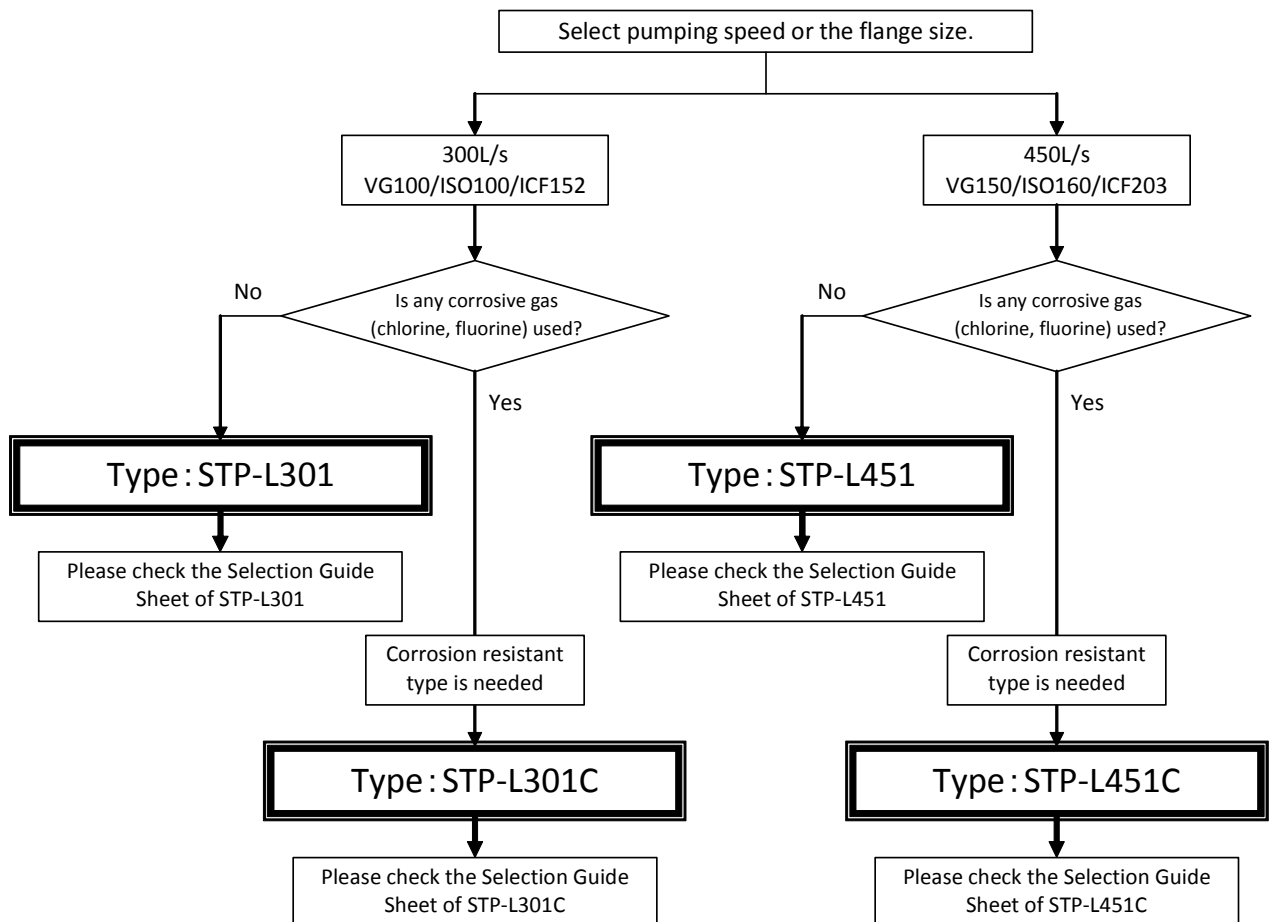 Select pumping speed or the flange size.
300L/s
VG100/ISO100/ICF152
450L/s
VG150/ISO160/ICF203
No
Is any corrosive gas
(chlorine, fluorine) used?
Yes
No
Is any corrosive gas
(chlorine, fluorine) used?
Yes
Type : STP-L301
Type : STP-L451
Please check the Selection Guide
Sheet of STP-L301
Please check the Selection Guide
Sheet of STP-L451
Corrosion resistant
type is needed
Corrosion resistant
type is needed
Type : STP-L301C
Type : STP-L451C
Please check the Selection Guide
Sheet of STP-L301C
Please check the Selection Guide
Sheet of STP-L451C